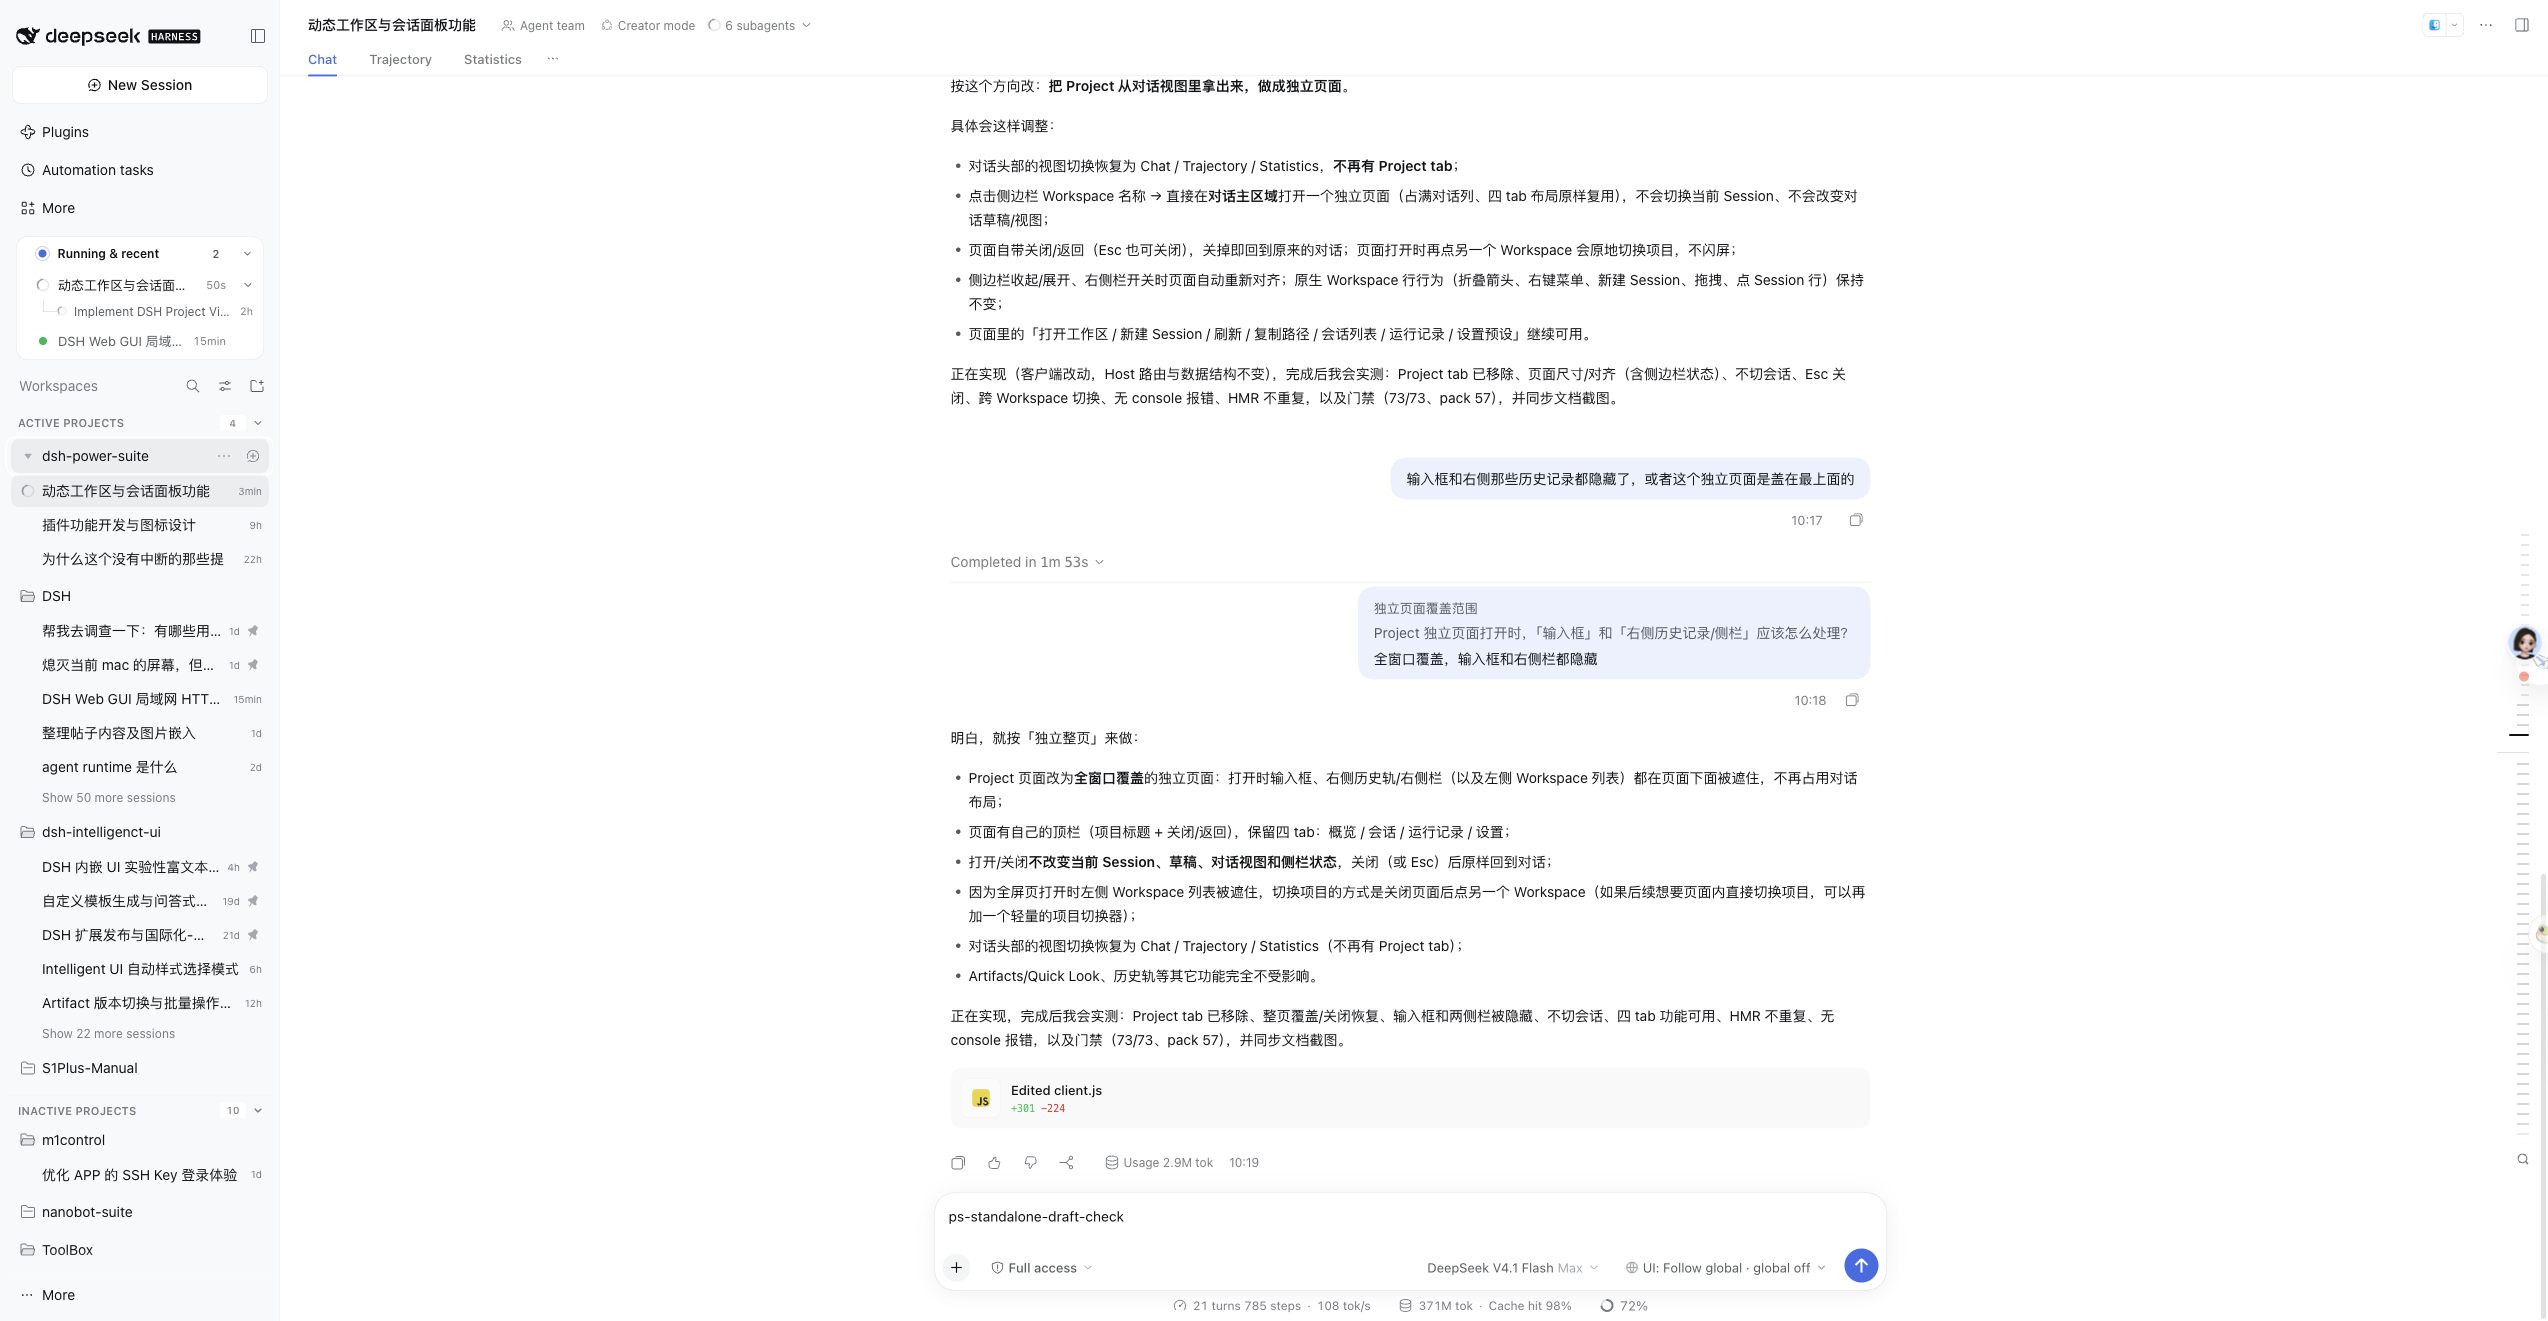 deepseek HARNESS
New Session
Plugins
Automation tasks
More
Running & recent 2
动态工作区与会话面... 50s
Implement DSH Project Vi... 2h
DSH Web GUI 局域... 15min
Workspaces
ACTIVE PROJECTS 4
dsh-power-suite
动态工作区与会话面板功能 3min
插件功能开发与图标设计 9h
为什么这个没有中断的那些提 22h
DSH
帮我去调查一下：有哪些用... 1d
熄灭当前 mac 的屏幕，但... 1d
DSH Web GUI 局域网 HTT... 15min
整理帖子内容及图片嵌入 1d
agent runtime 是什么 2d
Show 50 more sessions
dsh-intelligenct-ui
DSH 内嵌 UI 实验性富文本... 4h
自定义模板生成与问答式... 19d
DSH 扩展发布与国际化-... 21d
Intelligent UI 自动样式选择模式 6h
Artifact 版本切换与批量操作... 12h
Show 22 more sessions
S1Plus-Manual
INACTIVE PROJECTS 10
m1control
优化 APP 的 SSH Key 登录体验 1d
nanobot-suite
ToolBox
More
动态工作区与会话面板功能 Agent team Creator mode 6 subagents
Chat Trajectory Statistics
按这个方向改：把 Project 从对话视图里拿出来，做成独立页面。
具体会这样调整：
• 对话头部的视图切换恢复为 Chat / Trajectory / Statistics，不再有 Project tab；
• 点击侧边栏 Workspace 名称 → 直接在对话主区域打开一个独立页面（占满对话列、四 tab 布局原样复用），不会切换当前 Session、不会改变对
话草稿/视图；
• 页面自带关闭/返回（Esc 也可关闭），关掉即回到原来的对话；页面打开时再点另一个 Workspace 会原地切换项目，不闪屏；
• 侧边栏收起/展开、右侧栏开关时页面自动重新对齐；原生 Workspace 行行为（折叠箭头、右键菜单、新建 Session、拖拽、点 Session 行）保持
不变；
• 页面里的「打开工作区 / 新建 Session / 刷新 / 复制路径 / 会话列表 / 运行记录 / 设置预设」继续可用。
正在实现（客户端改动，Host 路由与数据结构不变），完成后我会实测：Project tab 已移除、页面尺寸/对齐（含侧边栏状态）、不切会话、Esc 关
闭、跨 Workspace 切换、无 console 报错、HMR 不重复，以及门禁（73/73、pack 57），并同步文档截图。
输入框和右侧那些历史记录都隐藏了，或者这个独立页面是盖在最上面的
10:17
Completed in 1m 53s
独立页面覆盖范围
Project 独立页面打开时，「输入框」和「右侧历史记录/侧栏」应该怎么处理?
全窗口覆盖，输入框和右侧栏都隐藏
10:18
明白，就按「独立整页」来做：
• Project 页面改为全窗口覆盖的独立页面：打开时输入框、右侧历史轨/右侧栏（以及左侧 Workspace 列表）都在页面下面被遮住，不再占用对话
布局；
• 页面有自己的顶栏（项目标题 + 关闭/返回），保留四 tab：概览 / 会话 / 运行记录 / 设置；
• 打开/关闭不改变当前 Session、草稿、对话视图和侧栏状态，关闭（或 Esc）后原样回到对话；
• 因为全屏页打开时左侧 Workspace 列表被遮住，切换项目的方式是关闭页面后点另一个 Workspace（如果后续想要页面内直接切换项目，可以再
加一个轻量的项目切换器）；
• 对话头部的视图切换恢复为 Chat / Trajectory / Statistics（不再有 Project tab）；
• Artifacts/Quick Look、历史轨等其它功能完全不受影响。
正在实现，完成后我会实测：Project tab 已移除、整页覆盖/关闭恢复、输入框和两侧栏被隐藏、不切会话、四 tab 功能可用、HMR 不重复、无
console 报错，以及门禁（73/73、pack 57），并同步文档截图。
JS
Edited client.js
+301 -224
Usage 2.9M tok 10:19
ps-standalone-draft-check
Full access DeepSeek V4.1 Flash Max UI: Follow global · global off
21 turns 785 steps · 108 tok/s 371M tok · Cache hit 98% 72%